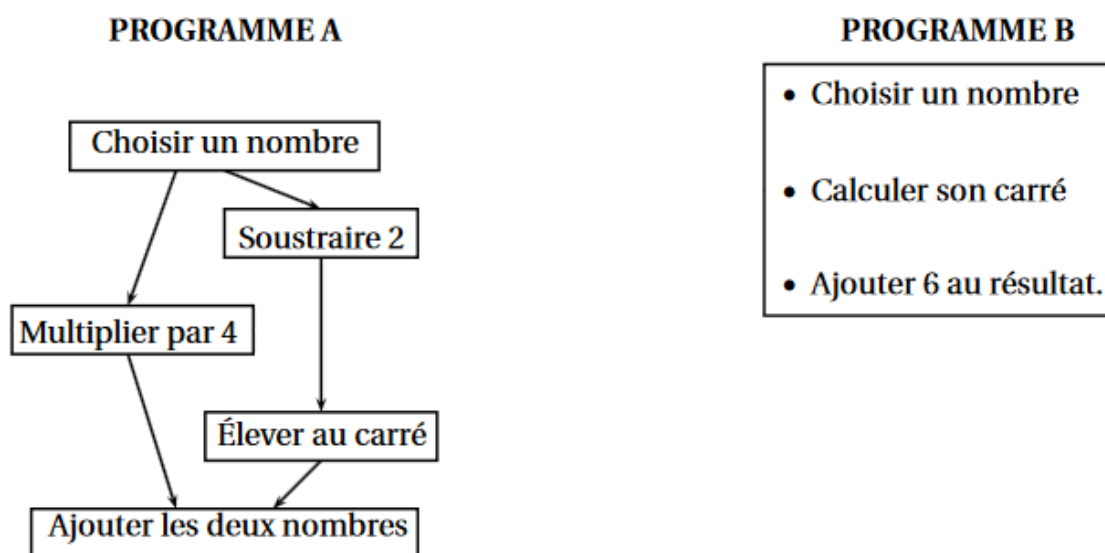 PROGRAMME A
Choisir un nombre
Soustraire 2
Multiplier par 4
Élever au carré
Ajouter les deux nombres
PROGRAMME B
• Choisir un nombre
• Calculer son carré
• Ajouter 6 au résultat.